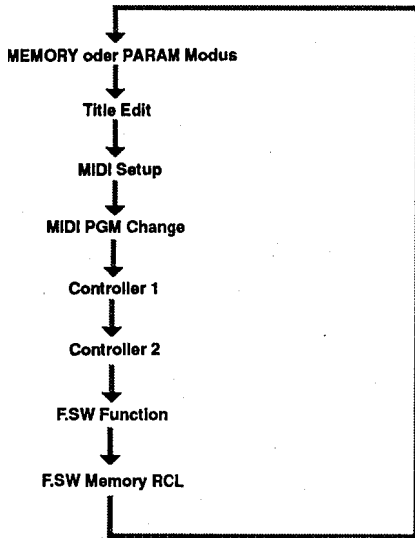 MEMORY oder PARAM Modus
Title Edit
MIDI Setup
MIDI PGM Change
Controller 1
Controller 2
F.SW Function
F.SW Memory RCL